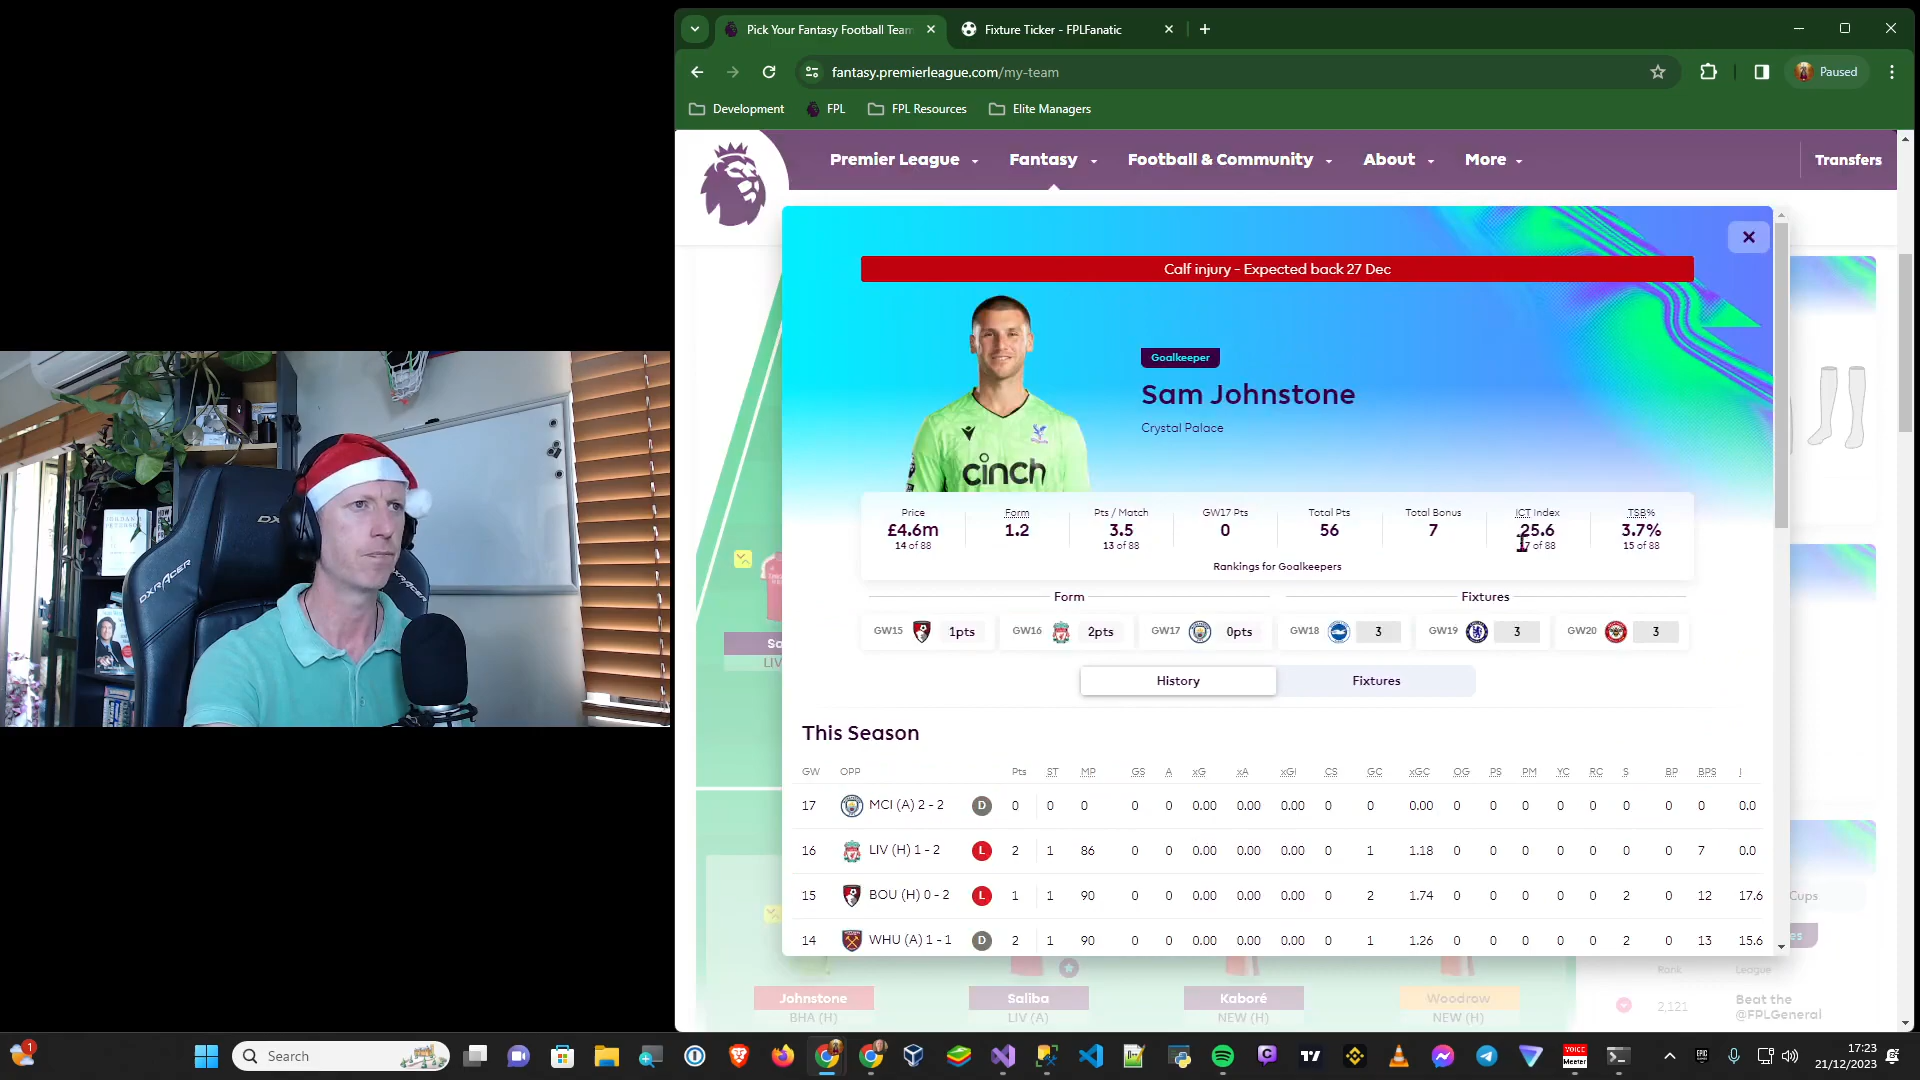 Pick Your Fantasy Football Team
Fixture Ticker - FPLFanatic
fantasy.premierleague.com/my-team
Paused
Development
FPL
FPL Resources
Elite Managers
Premier League
Fantasy
Football & Community
About
More
Transfers
Calf injury - Expected back 27 Dec
Goalkeeper
Sam Johnstone
Crystal Palace
cinch
Price Form Pts / Match GW17 Pts Total Pts Total Bonus ICT Index TSB%
£4.6m 1.2 3.5 0 56 7 25.6 3.7%
14 of 88 13 of 88 17 of 88 15 of 88
Rankings for Goalkeepers
Form
Fixtures
GW15 1pts GW16 2pts GW17 0pts GW18 3 GW19 3 GW20 3
History
Fixtures
This Season
GW OPP Pts ST MP GS A xG xA xGI CS GC xGC OG PS PM YC RC S BP BPS I
17 MCI (A) 2 - 2 D 0 0 0 0 0 0.00 0.00 0.00 0 0 0.00 0 0 0 0 0 0 0 0 0.0
16 LIV (H) 1 - 2 L 2 1 86 0 0 0.00 0.00 0.00 0 1 1.18 0 0 0 0 0 0 0 7 0.0
15 BOU (H) 0 - 2 L 1 1 90 0 0 0.00 0.00 0.00 0 2 1.74 0 0 0 0 0 2 0 12 17.6
14 WHU (A) 1 - 1 D 2 1 90 0 0 0.00 0.00 0.00 0 1 1.26 0 0 0 0 0 2 0 13 15.6
Cups
Johnstone
BHA (H)
Saliba
LIV (A)
Kaboré
NEW (H)
Woodrow
NEW (H)
Rank
League
2,121
Beat the
@FPLGeneral
DXRACER
Search
17:23
21/12/2023